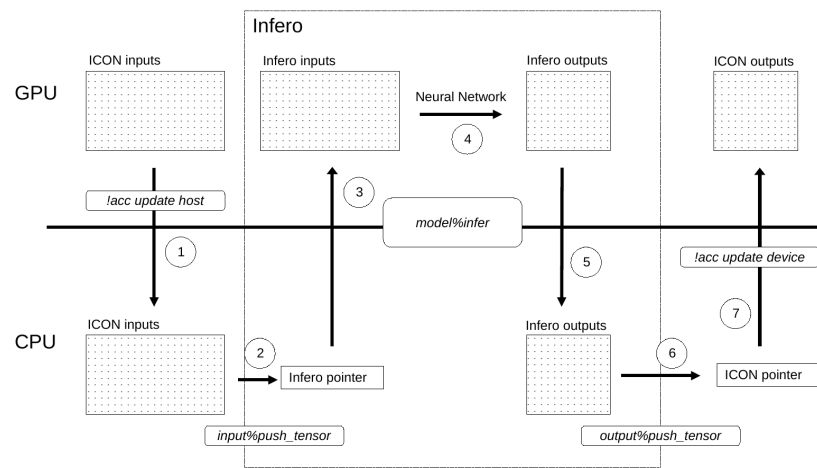 Infero
ICON inputs
Infero inputs
Infero outputs
ICON outputs
GPU
Neural Network
4
3
!acc update host
model%infer
1
5
!acc update device
7
ICON inputs
Infero outputs
CPU
2
6
Infero pointer
ICON pointer
input%push_tensor
output%push_tensor